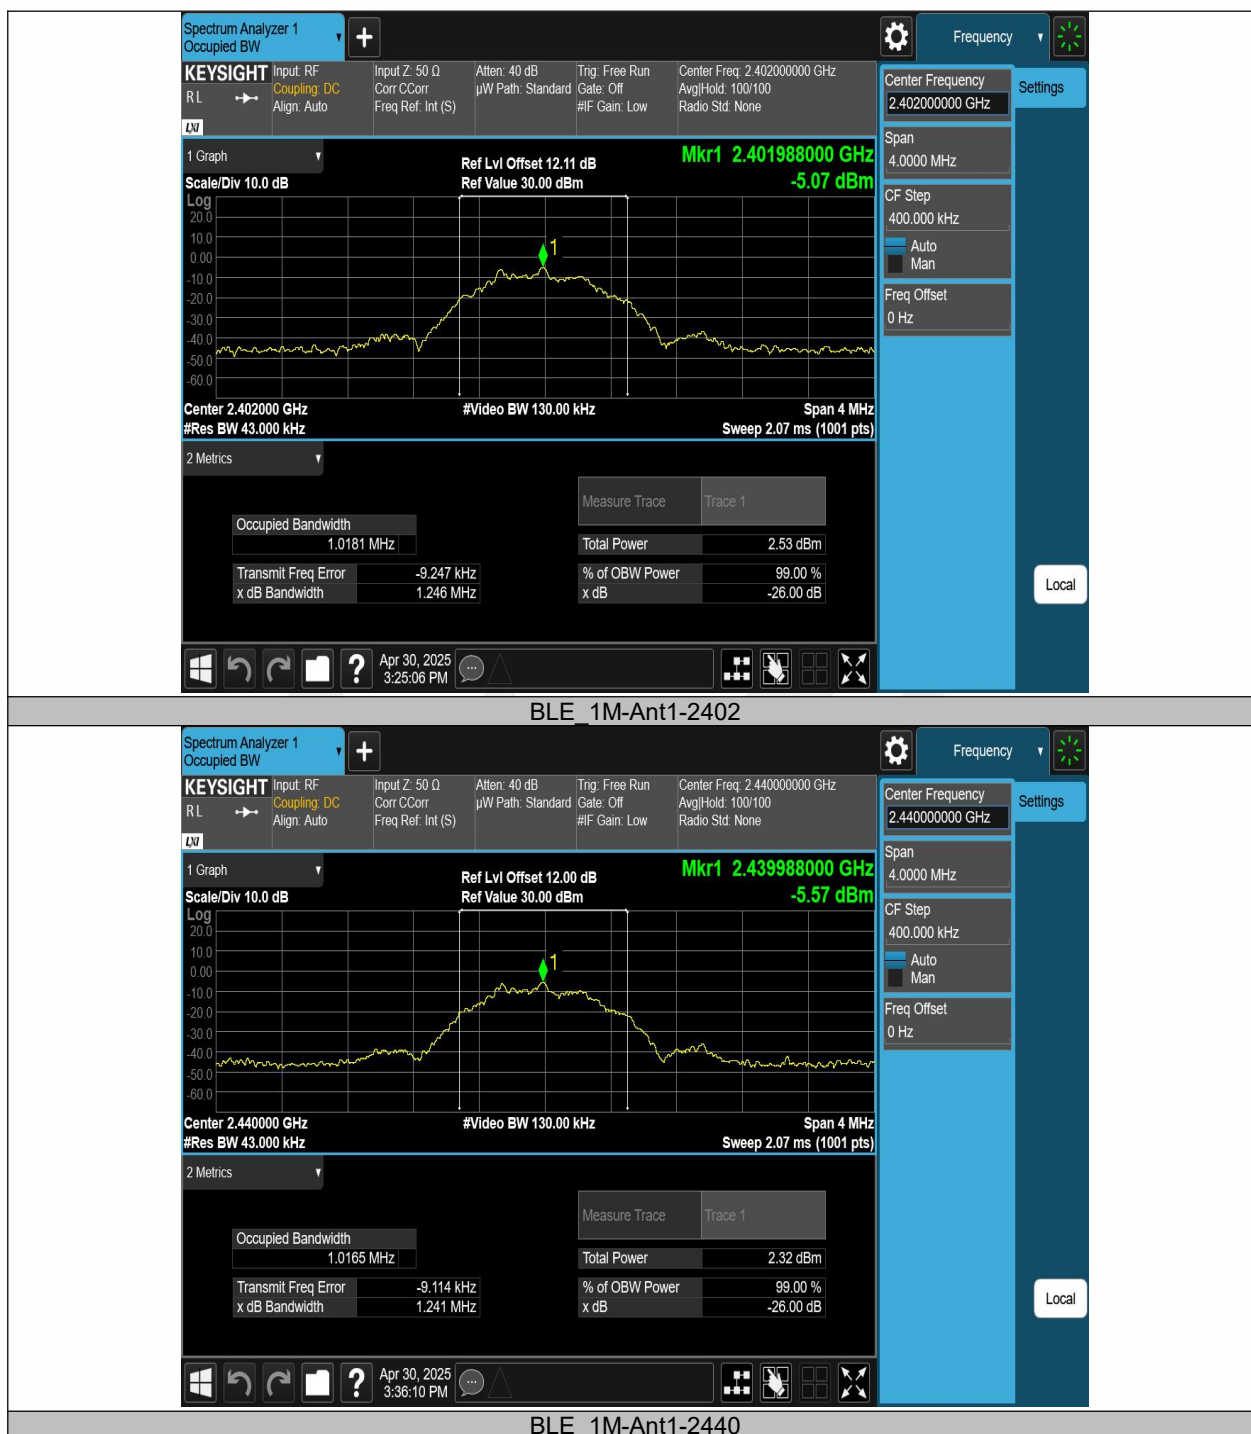 Spectrum Analyzer 1
Occupied BW
Frequency
KEYSIGHT
R L
LXI
Input: RF
Coupling: DC
Align: Auto
Input Z: 50 Ω
Corr CCorr
Freq Ref: Int (S)
Atten: 40 dB
µW Path: Standard
Trig: Free Run
Gate: Off
#IF Gain: Low
Center Freq: 2.402000000 GHz
Avg|Hold: 100/100
Radio Std: None
Center Frequency
2.402000000 GHz
Settings
Span
4.0000 MHz
CF Step
400.000 kHz
Auto
Man
Freq Offset
0 Hz
Local
1 Graph
Scale/Div 10.0 dB
Ref Lvl Offset 12.11 dB
Ref Value 30.00 dBm
Mkr1 2.401988000 GHz
-5.07 dBm
Log
20.0
10.0
0.00
-10.0
-20.0
-30.0
-40.0
-50.0
-60.0
1
Center 2.402000 GHz
#Video BW 130.00 kHz
Span 4 MHz
#Res BW 43.000 kHz
Sweep 2.07 ms (1001 pts)
2 Metrics
Measure Trace Trace 1
Occupied Bandwidth
1.0181 MHz
Total Power 2.53 dBm
Transmit Freq Error -9.247 kHz
% of OBW Power 99.00 %
x dB Bandwidth 1.246 MHz
x dB -26.00 dB
?
Apr 30, 2025
3:25:06 PM
BLE_1M-Ant1-2402
Spectrum Analyzer 1
Occupied BW
Frequency
KEYSIGHT
R L
LXI
Input: RF
Coupling: DC
Align: Auto
Input Z: 50 Ω
Corr CCorr
Freq Ref: Int (S)
Atten: 40 dB
µW Path: Standard
Trig: Free Run
Gate: Off
#IF Gain: Low
Center Freq: 2.440000000 GHz
Avg|Hold: 100/100
Radio Std: None
Center Frequency
2.440000000 GHz
Settings
Span
4.0000 MHz
CF Step
400.000 kHz
Auto
Man
Freq Offset
0 Hz
Local
1 Graph
Scale/Div 10.0 dB
Ref Lvl Offset 12.00 dB
Ref Value 30.00 dBm
Mkr1 2.439988000 GHz
-5.57 dBm
Log
20.0
10.0
0.00
-10.0
-20.0
-30.0
-40.0
-50.0
-60.0
1
Center 2.440000 GHz
#Video BW 130.00 kHz
Span 4 MHz
#Res BW 43.000 kHz
Sweep 2.07 ms (1001 pts)
2 Metrics
Measure Trace Trace 1
Occupied Bandwidth
1.0165 MHz
Total Power 2.32 dBm
Transmit Freq Error -9.114 kHz
% of OBW Power 99.00 %
x dB Bandwidth 1.241 MHz
x dB -26.00 dB
?
Apr 30, 2025
3:36:10 PM
BLE_1M-Ant1-2440